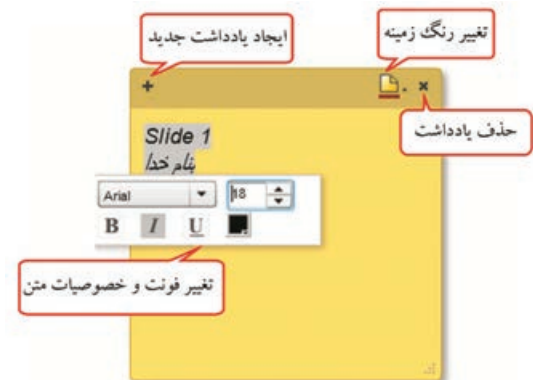 ایجاد یادداشت جدید
تغییر رنگ زمینه
حذف یادداشت
Slide 1
بنام خدا
Arial
18
B I U
تغییر فونت و خصوصیات متن